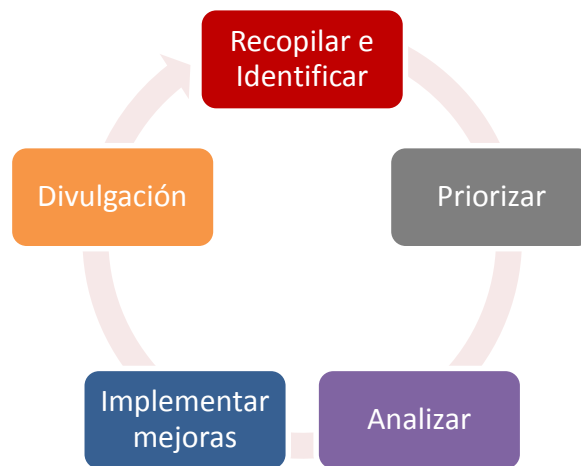 Recopilar e
Identificar
Priorizar
Analizar
Implementar
mejoras
Divulgación